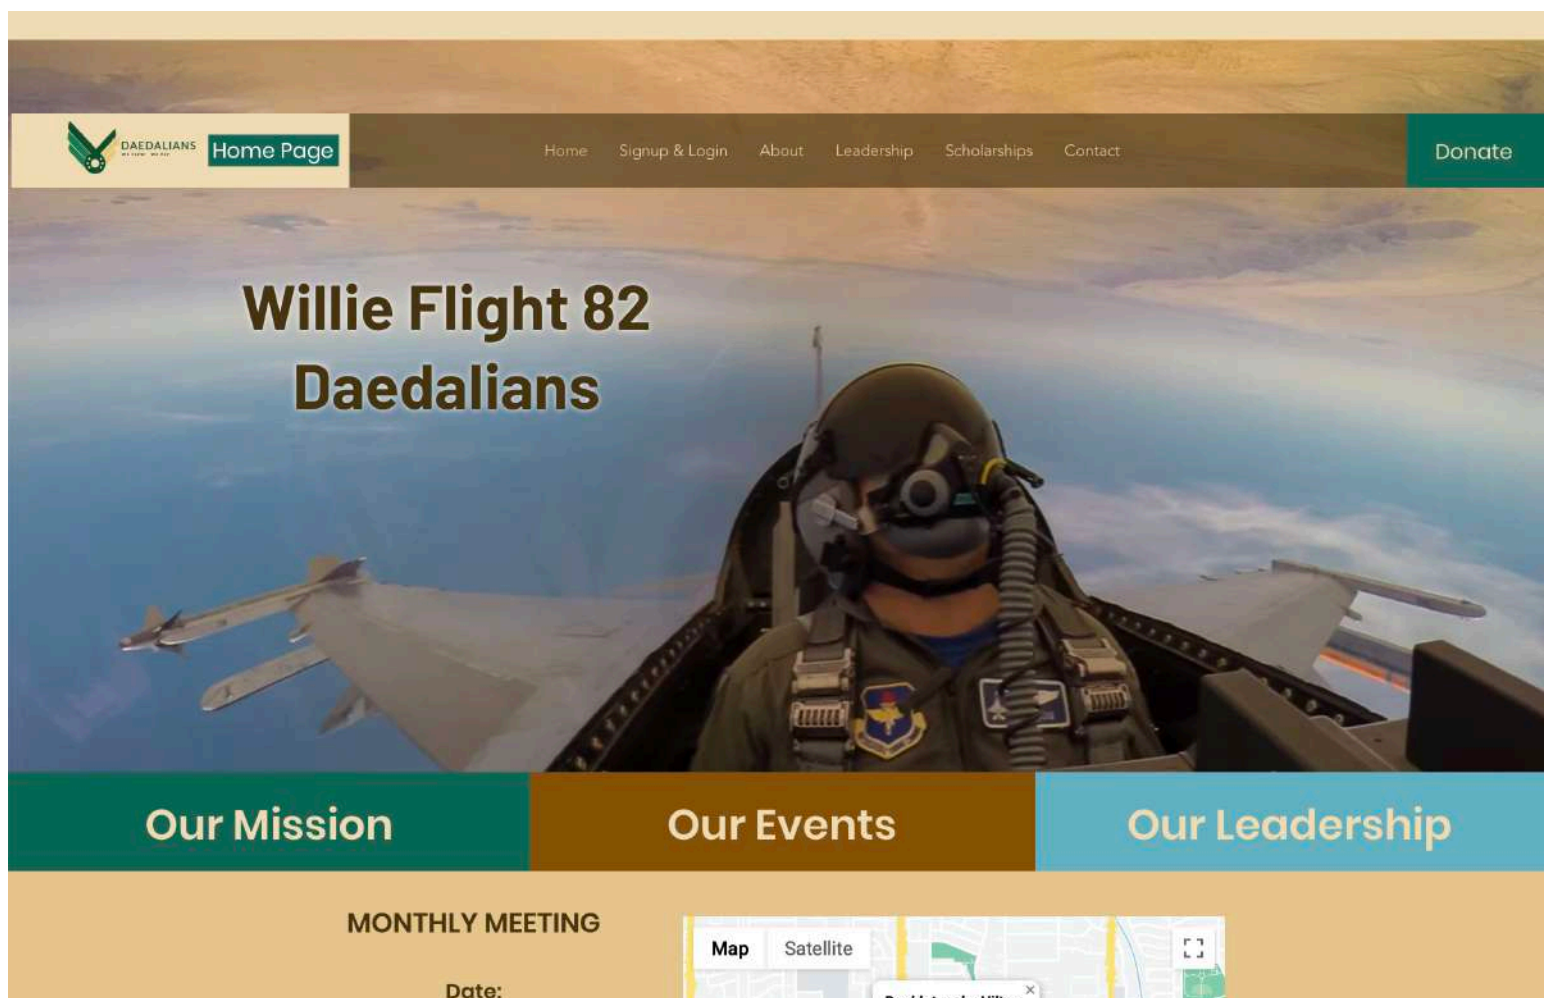 DAEDALIANS
Home Page
Home
Signup & Login
About
Leadership
Scholarships
Contact
Donate
Willie Flight 82
Daedalians
Our Mission
Our Events
Our Leadership
MONTHLY MEETING
Date:
Map
Satellite